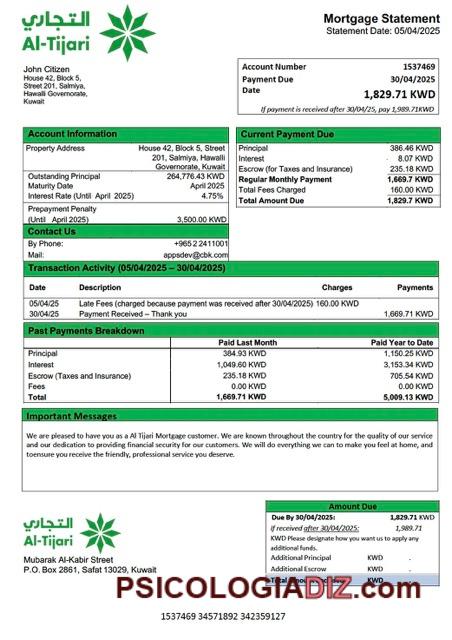 التجاري
Al-Tijari
Mortgage Statement
Statement Date: 05/04/2025
John Citizen
House 42, Block 5,
Street 201, Salmiya,
Hawalli Governorate,
Kuwait
Account Number 1537469
Payment Due 30/04/2025
Date 1,829.71 KWD
If payment is received after 30/04/25, pay 1,989.71KWD
Account Information
Property Address House 42, Block 5, Street
201, Salmiya, Hawalli
Governorate, Kuwait
Outstanding Principal 264,776.43 KWD
Maturity Date April 2025
Interest Rate (Until April 2025) 4.75%
Prepayment Penalty
(Until April 2025) 3,500.00 KWD
Contact Us
By Phone: +965 2 2411001
Mail: appsdev@cbk.com
Current Payment Due
Principal 386.46 KWD
Interest 8.07 KWD
Escrow (for Taxes and Insurance) 235.18 KWD
Regular Monthly Payment 1,669.7 KWD
Total Fees Charged 160.00 KWD
Total Amount Due 1,829.7 KWD
Transaction Activity (05/04/2025 – 30/04/2025)
Date Description Charges Payments
05/04/25 Late Fees (charged because payment was received after 30/04/2025) 160.00 KWD
30/04/25 Payment Received – Thank you 1,669.71 KWD
Past Payments Breakdown
Paid Last Month Paid Year to Date
Principal 384.93 KWD 1,150.25 KWD
Interest 1,049.60 KWD 3,153.34 KWD
Escrow (Taxes and Insurance) 235.18 KWD 705.54 KWD
Fees 0.00 KWD 0.00 KWD
Total 1,669.71 KWD 5,009.13 KWD
Important Messages
We are pleased to have you as a Al Tijari Mortgage customer. We are known throughout the country for the quality of our service
and our dedication to providing financial security for our customers. We will do everything we can to make you feel at home, and
toensure you receive the friendly, professional service you deserve.
التجاري
Al-Tijari
Mubarak Al-Kabir Street
P.O. Box 2861, Safat 13029, Kuwait
Amount Due
Due By 30/04/2025: 1,829.71 KWD
if received after 30/04/2025: 1,989.71
KWD Please designate how you want us to apply any
additional funds.
Additional Principal KWD .
Additional Escrow KWD .
Total KWD
PSICOLOGIADIZ.com
1537469 34571892 342359127